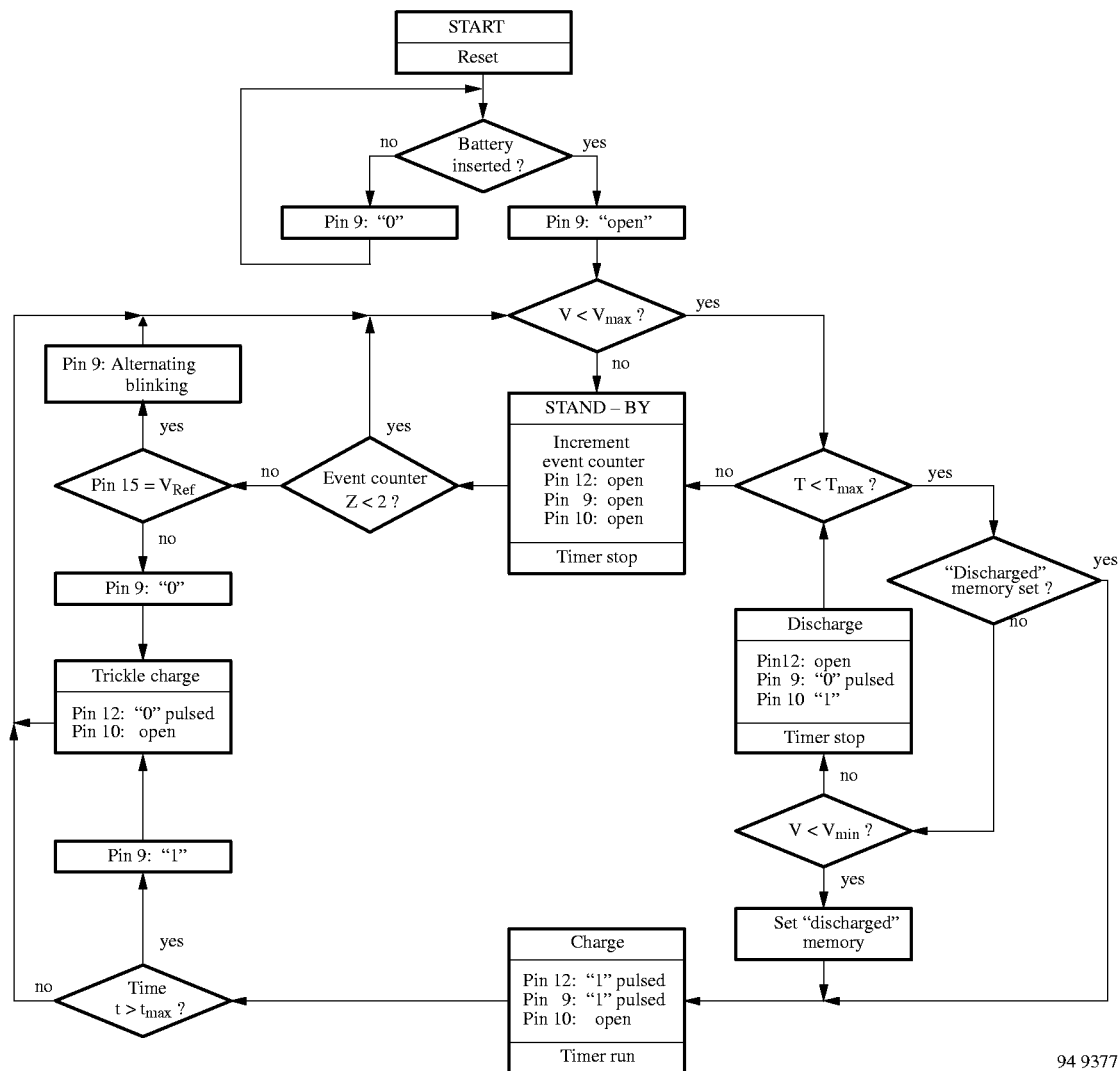 START
Reset
no
Battery
inserted ?
yes
Pin 9: “0”
Pin 9: “open”
V < Vmax ?
yes
no
Pin 9: Alternating
blinking
yes
Pin 15 = VRef
no
no
Event counter
Z < 2 ?
yes
STAND – BY
Increment
event counter
Pin 12: open
Pin 9: open
Pin 10: open
Timer stop
no
T < Tmax ?
yes
“Discharged”
memory set ?
yes
no
Pin 9: “0”
Trickle charge
Pin 12: “0” pulsed
Pin 10: open
Discharge
Pin12: open
Pin 9: “0” pulsed
Pin 10 “1”
Timer stop
no
V < Vmin ?
yes
Set “discharged”
memory
Pin 9: “1”
yes
no
Time
t > tmax ?
Charge
Pin 12: “1” pulsed
Pin 9: “1” pulsed
Pin 10: open
Timer run
94 9377